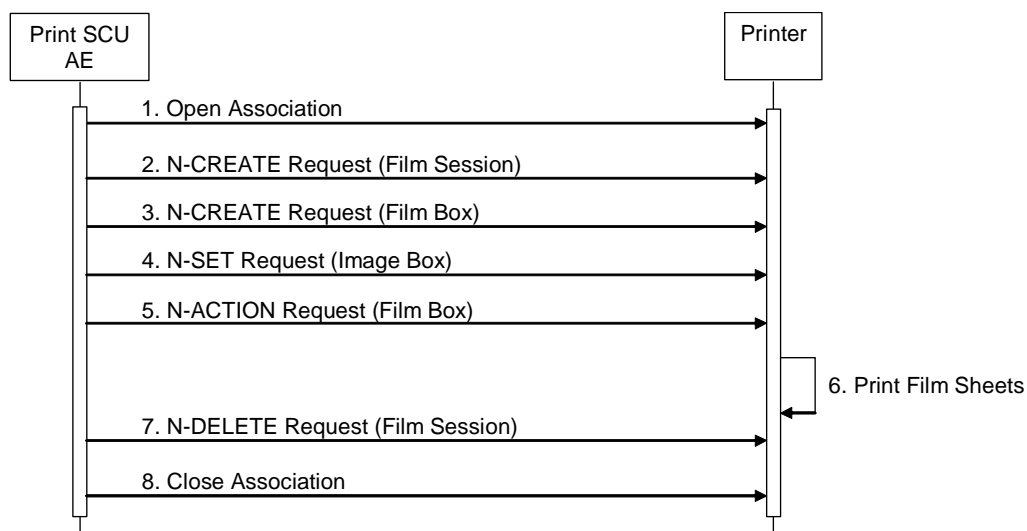 Print SCU
AE
Printer
1. Open Association
2. N-CREATE Request (Film Session)
3. N-CREATE Request (Film Box)
4. N-SET Request (Image Box)
5. N-ACTION Request (Film Box)
6. Print Film Sheets
7. N-DELETE Request (Film Session)
8. Close Association